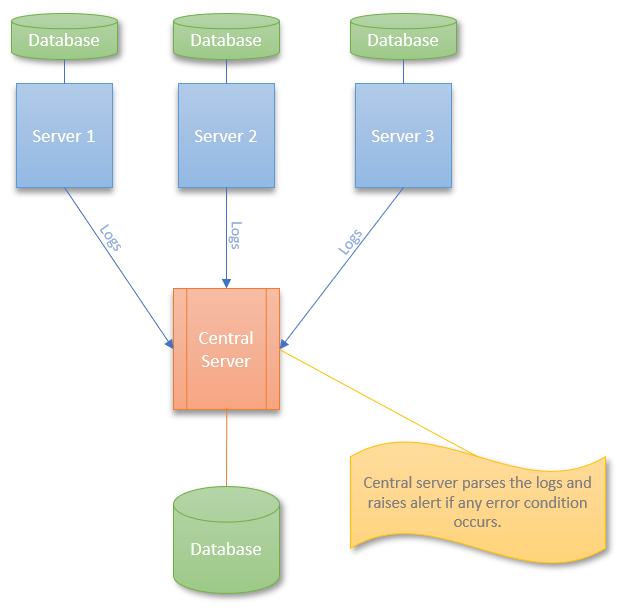 Database
Database
Database
Server 1
Server 2
Server 3
Logs
Logs
Logs
Central
Server
Central server parses the logs and
raises alert if any error condition
occurs.
Database